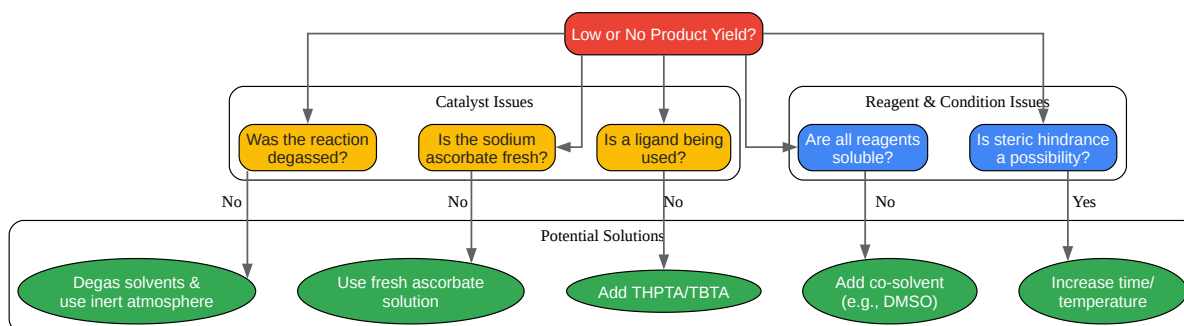 Low or No Product Yield?
Catalyst Issues
Reagent & Condition Issues
Was the reaction
degassed?
Is the sodium
ascorbate fresh?
Is a ligand being
used?
Are all reagents
soluble?
Is steric hindrance
a possibility?
No
No
No
No
Yes
Potential Solutions
Degas solvents &
use inert atmosphere
Use fresh ascorbate
solution
Add THPTA/TBTA
Add co-solvent
(e.g., DMSO)
Increase time/
temperature